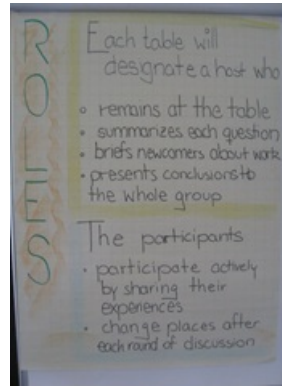 ROLES
Each table will
designate a host who
remains at the table
• summarizes each question
• briefs newcomers about work
• presents conclusions to
the whole group
The participants
• participate actively
by sharing their
experiences
• change places after
each round of discussion